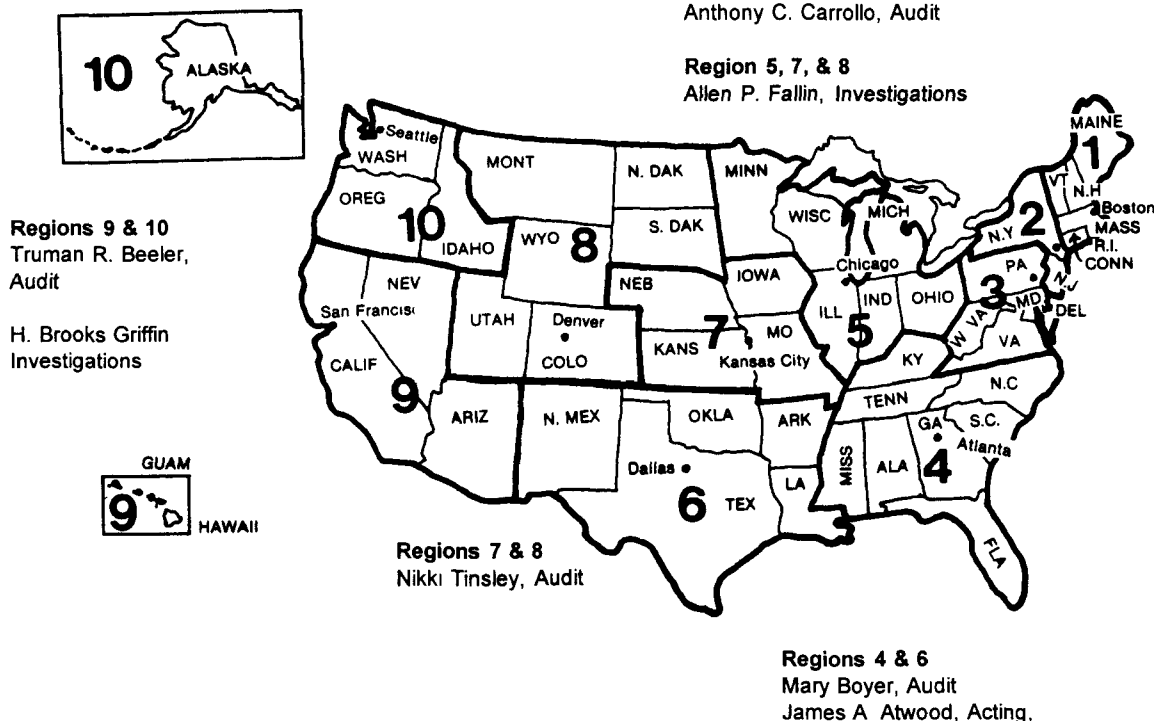 Anthony C. Carrollo, Audit
Region 5, 7, & 8
Allen P. Fallin, Investigations
10
ALASKA
Regions 9 & 10
Truman R. Beeler,
Audit
H. Brooks Griffin
Investigations
Seattle
WASH
OREG
10
IDAHO
MONT
WYO
8
N. DAK
S. DAK
MINN
WISC
MICH
Chicago
IOWA
NEB
NEV
San Francisc
CALIF
9
UTAH
Denver
COLO
KANS
7
MO
Kansas City
ILL
5
IND
OHIO
KY
W VA
VA
MD
DEL
PA
3
N.J
N.Y
2
MAINE
1
VT
N.H
Boston
MASS
R.I.
CONN
ARIZ
N. MEX
OKLA
ARK
TENN
N.C
S.C.
GA
Atlanta
4
ALA
MISS
LA
Dallas
6
TEX
FLA
GUAM
9
HAWAII
Regions 7 & 8
Nikki Tinsley, Audit
Regions 4 & 6
Mary Boyer, Audit
James A Atwood, Acting,